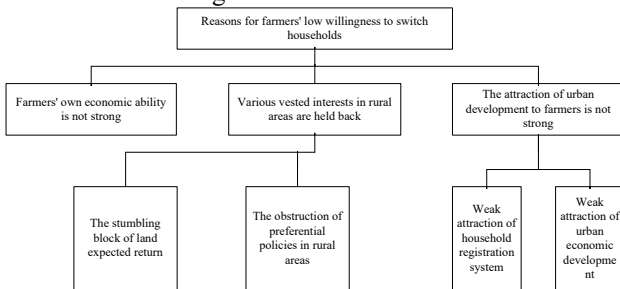 Reasons for farmers' low willingness to switch
households
Farmers' own economic ability
is not strong
Various vested interests in rural
areas are held back
The attraction of urban
development to farmers is not
strong
The stumbling
block of land
expected return
The obstruction of
preferential
policies in rural
areas
Weak
attraction of
household
registration
system
Weak
attraction of
urban
economic
developme
nt